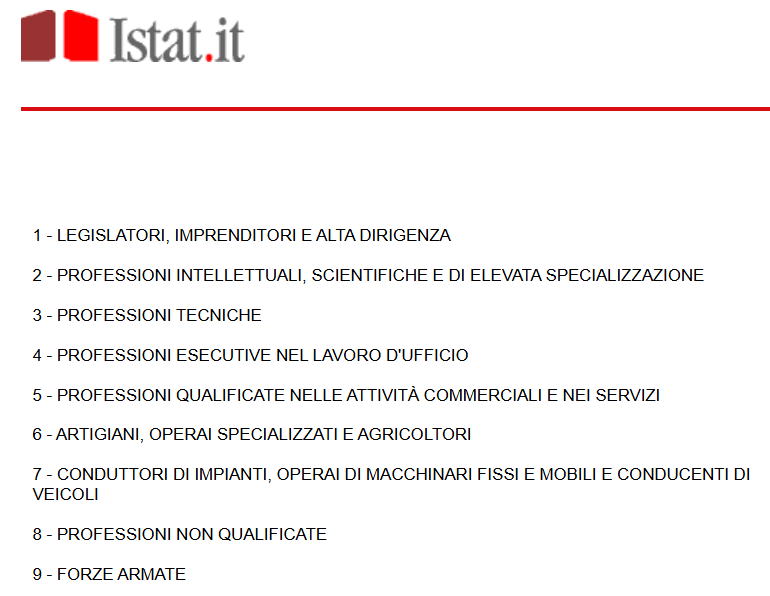 Istat.it
1 - LEGISLATORI, IMPRENDITORI E ALTA DIRIGENZA
2 - PROFESSIONI INTELLETTUALI, SCIENTIFICHE E DI ELEVATA SPECIALIZZAZIONE
3 - PROFESSIONI TECNICHE
4 - PROFESSIONI ESECUTIVE NEL LAVORO D'UFFICIO
5 - PROFESSIONI QUALIFICATE NELLE ATTIVITÀ COMMERCIALI E NEI SERVIZI
6 - ARTIGIANI, OPERAI SPECIALIZZATI E AGRICOLTORI
7 - CONDUTTORI DI IMPIANTI, OPERAI DI MACCHINARI FISSI E MOBILI E CONDUCENTI DI
VEICOLI
8 - PROFESSIONI NON QUALIFICATE
9 - FORZE ARMATE